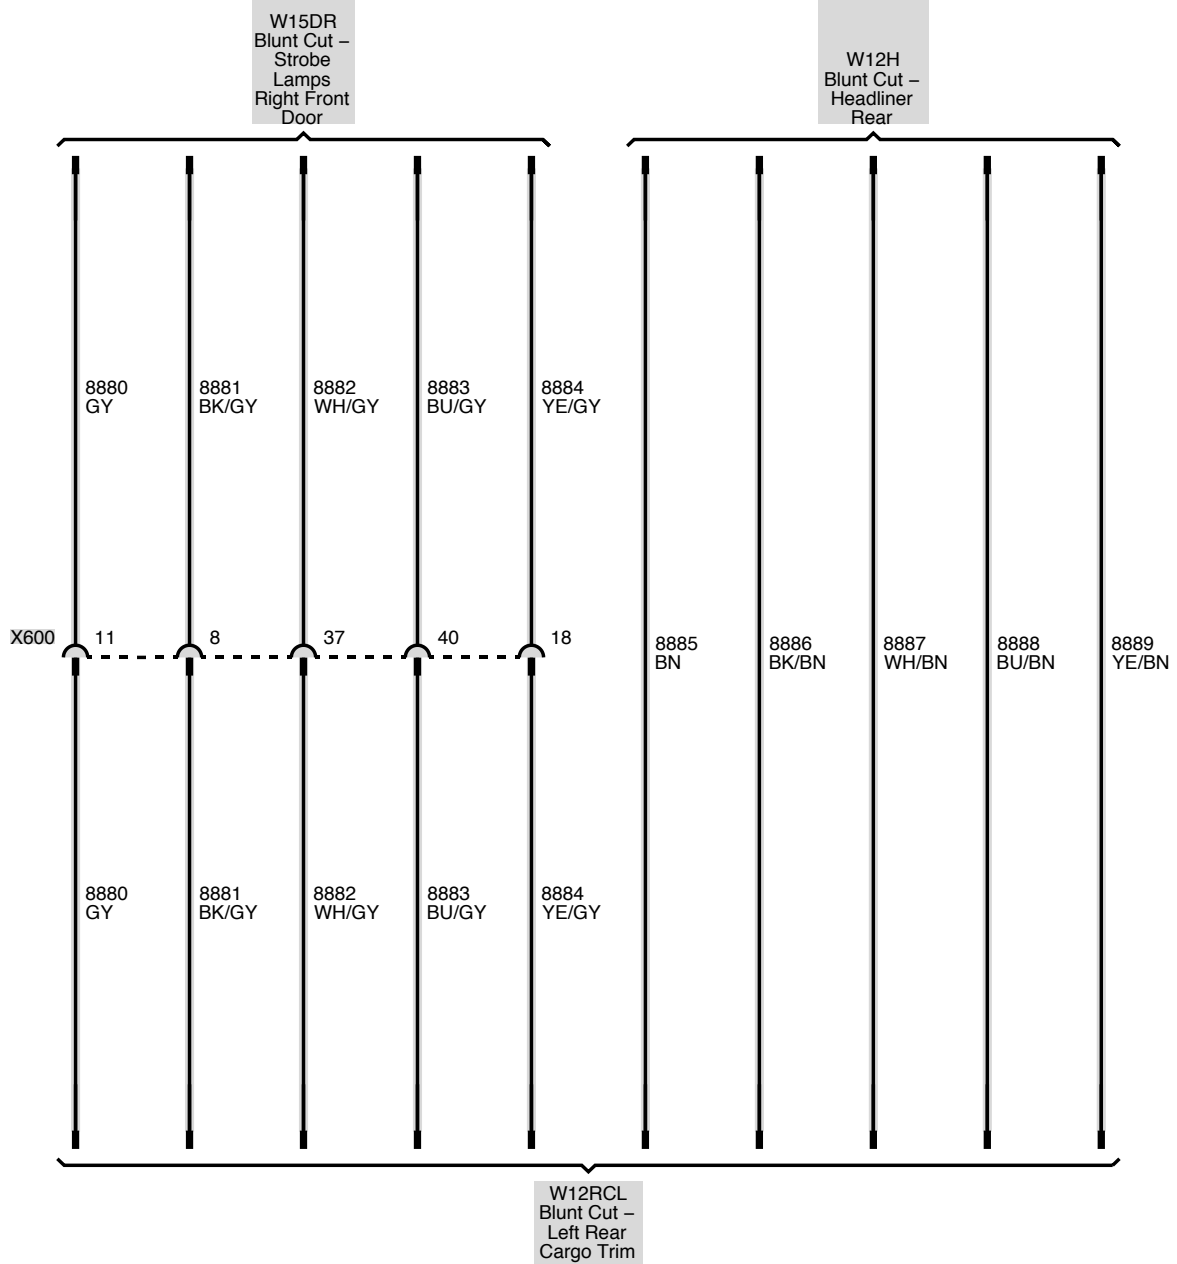 W15DR
Blunt Cut –
Strobe
Lamps
Right Front
Door
W12H
Blunt Cut –
Headliner
Rear
8880
GY
8881
BK/GY
8882
WH/GY
8883
BU/GY
8884
YE/GY
X600
11
8
37
40
18
8885
BN
8886
BK/BN
8887
WH/BN
8888
BU/BN
8889
YE/BN
8880
GY
8881
BK/GY
8882
WH/GY
8883
BU/GY
8884
YE/GY
W12RCL
Blunt Cut –
Left Rear
Cargo Trim